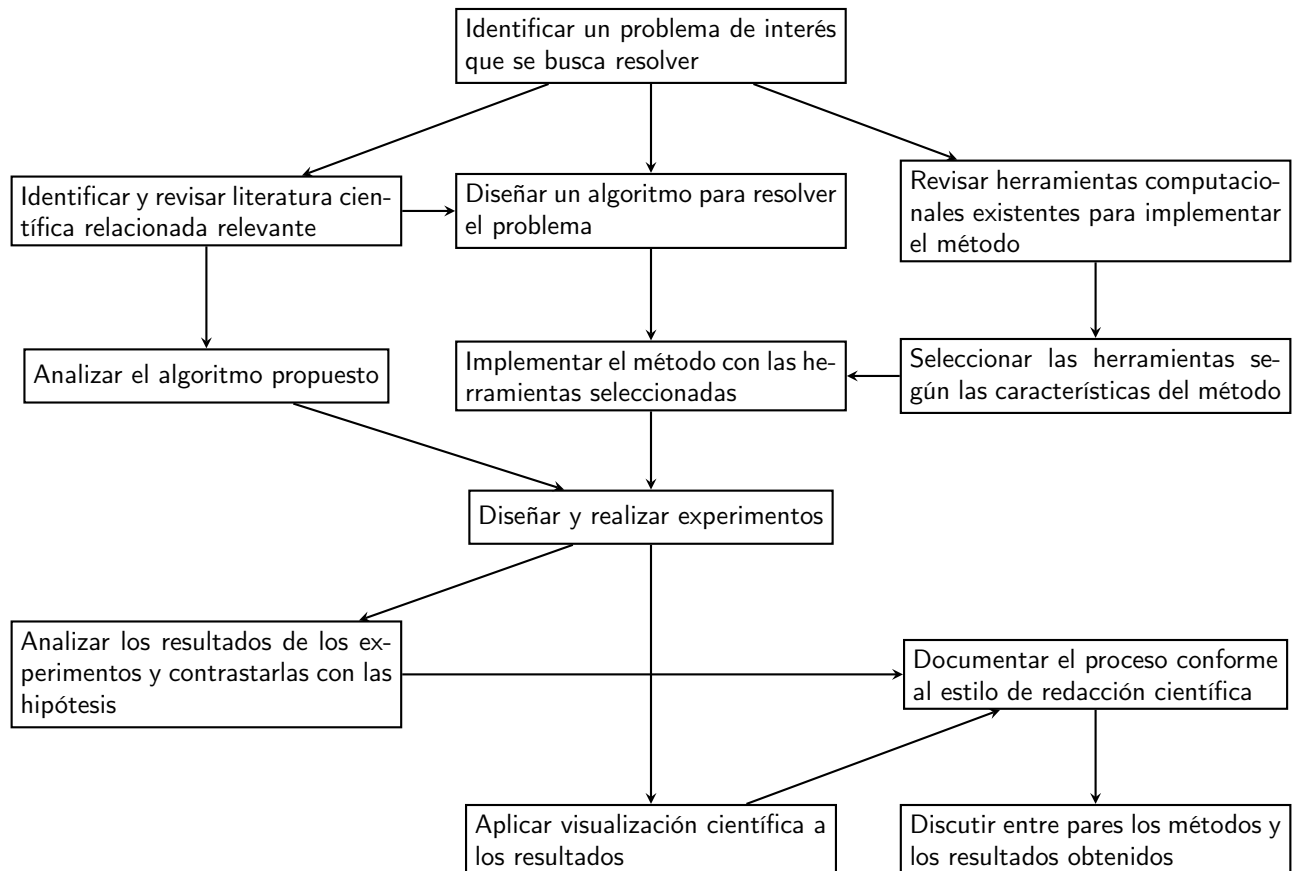 Identificar un problema de interés
que se busca resolver
Identificar y revisar literatura cien-
tífica relacionada relevante
Diseñar un algoritmo para resolver
el problema
Revisar herramientas computacio-
nales existentes para implementar
el método
Analizar el algoritmo propuesto
Implementar el método con las he-
rramientas seleccionadas
Seleccionar las herramientas se-
gún las características del método
Diseñar y realizar experimentos
Analizar los resultados de los ex-
perimentos y contrastarlas con las
hipótesis
Documentar el proceso conforme
al estilo de redacción científica
Aplicar visualización científica a
los resultados
Discutir entre pares los métodos y
los resultados obtenidos